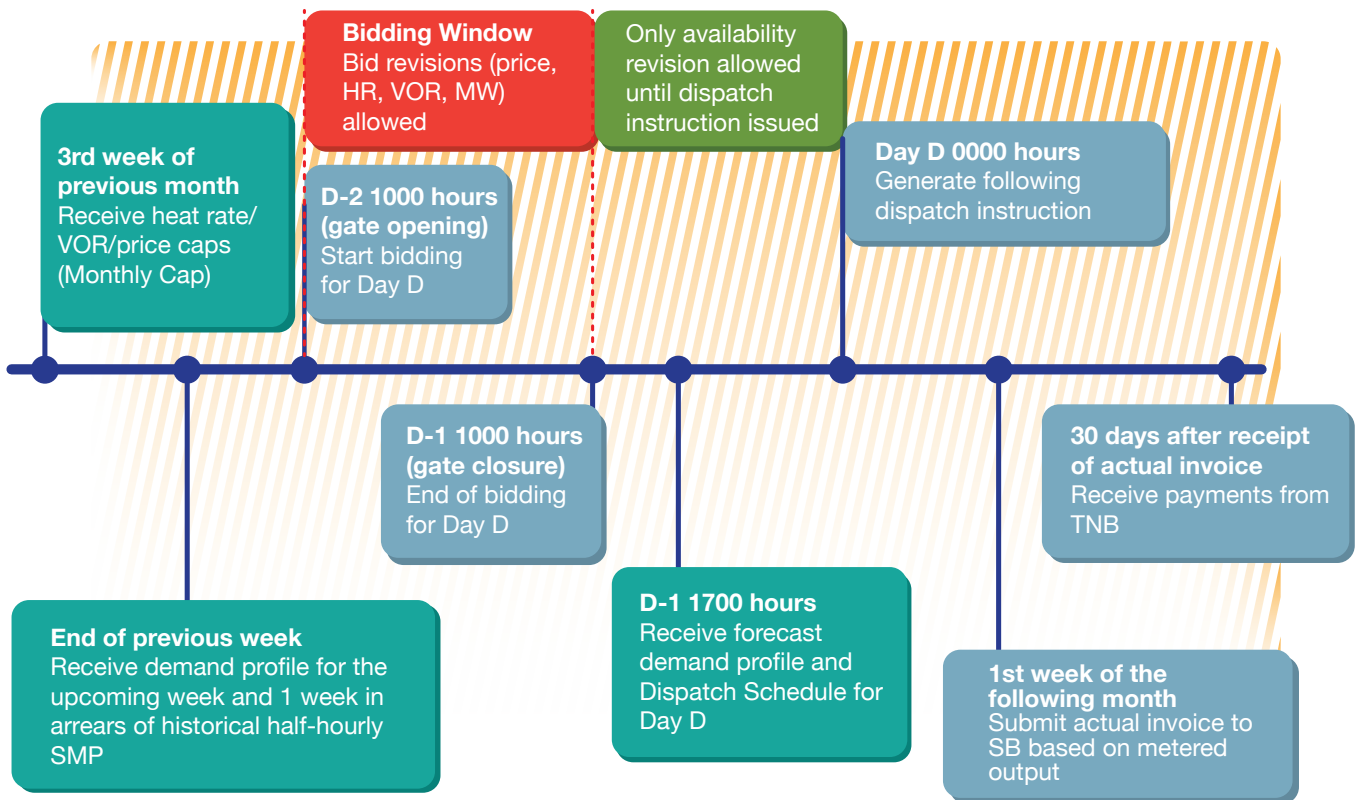 Bidding Window
Bid revisions (price,
HR, VOR, MW)
allowed
Only availability
revision allowed
until dispatch
instruction issued
3rd week of
previous month
Receive heat rate/
VOR/price caps
(Monthly Cap)
D-2 1000 hours
(gate opening)
Start bidding
for Day D
Day D 0000 hours
Generate following
dispatch instruction
D-1 1000 hours
(gate closure)
End of bidding
for Day D
30 days after receipt
of actual invoice
Receive payments from
TNB
End of previous week
Receive demand profile for the
upcoming week and 1 week in
arrears of historical half-hourly
SMP
D-1 1700 hours
Receive forecast
demand profile and
Dispatch Schedule for
Day D
1st week of the
following month
Submit actual invoice to
SB based on metered
output